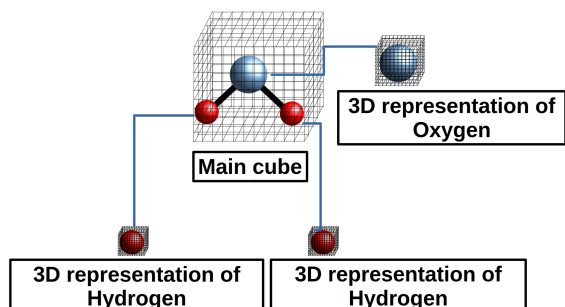 3D representation of
Oxygen
Main cube
3D representation of
Hydrogen
3D representation of
Hydrogen